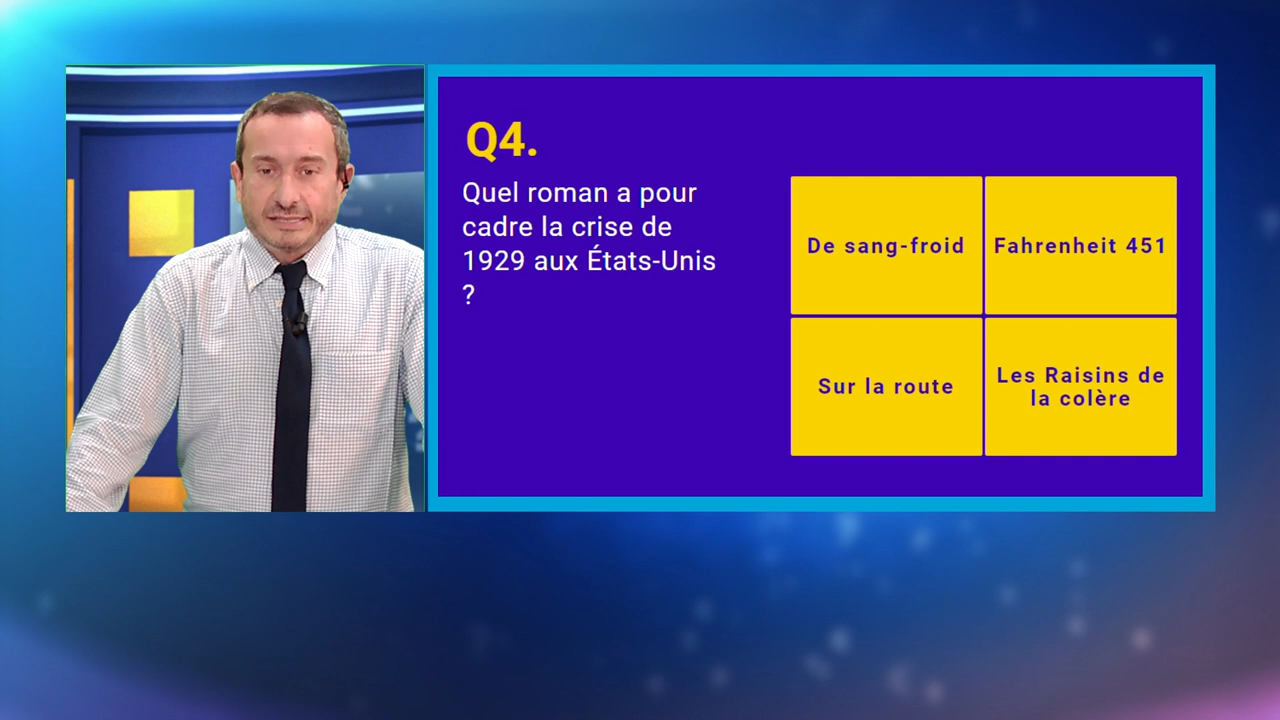 Q4.
Quel roman a pour
cadre la crise de
1929 aux États-Unis
?
De sang-froid
Fahrenheit 451
Sur la route
Les Raisins de
la colère